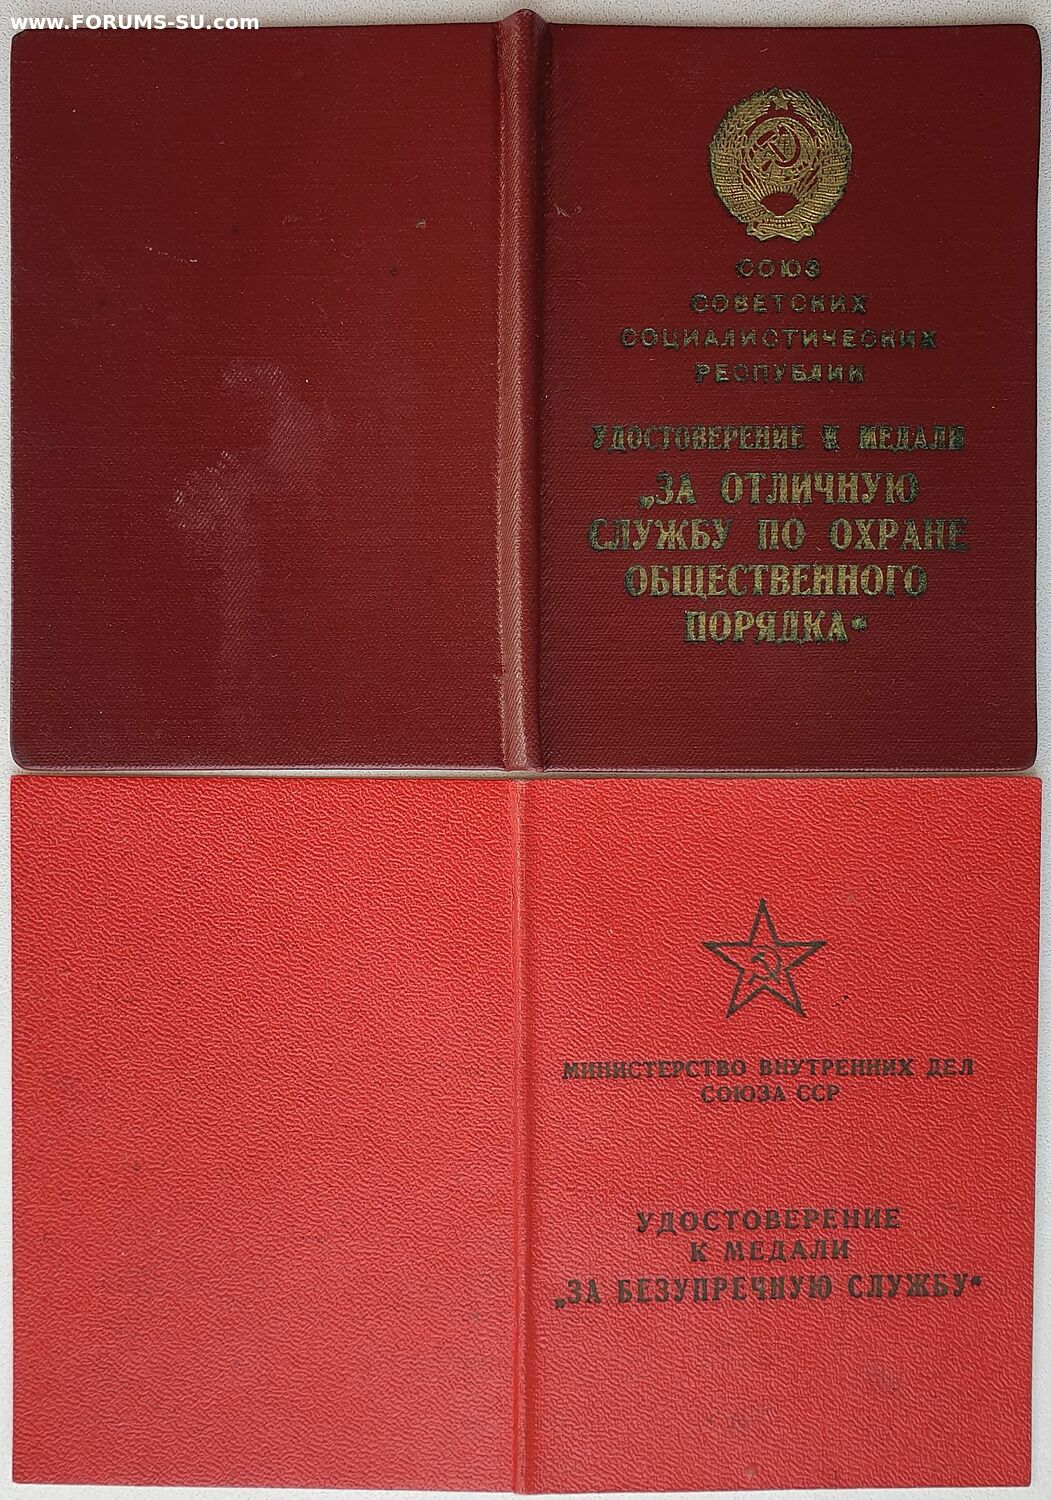 www.FORUMS-SU.com
СОЮЗ
СОВЕТСКИХ
СОЦИАЛИСТИЧЕСКИХ
РЕСПУБЛИК
УДОСТОВЕРЕНИЕ К МЕДАЛИ
„ЗА ОТЛИЧНУЮ
СЛУЖБУ ПО ОХРАНЕ
ОБЩЕСТВЕННОГО
ПОРЯДКА“
МИНИСТЕРСТВО ВНУТРЕННИХ ДЕЛ
СОЮЗА ССР
УДОСТОВЕРЕНИЕ
К МЕДАЛИ
„ЗА БЕЗУПРЕЧНУЮ СЛУЖБУ“